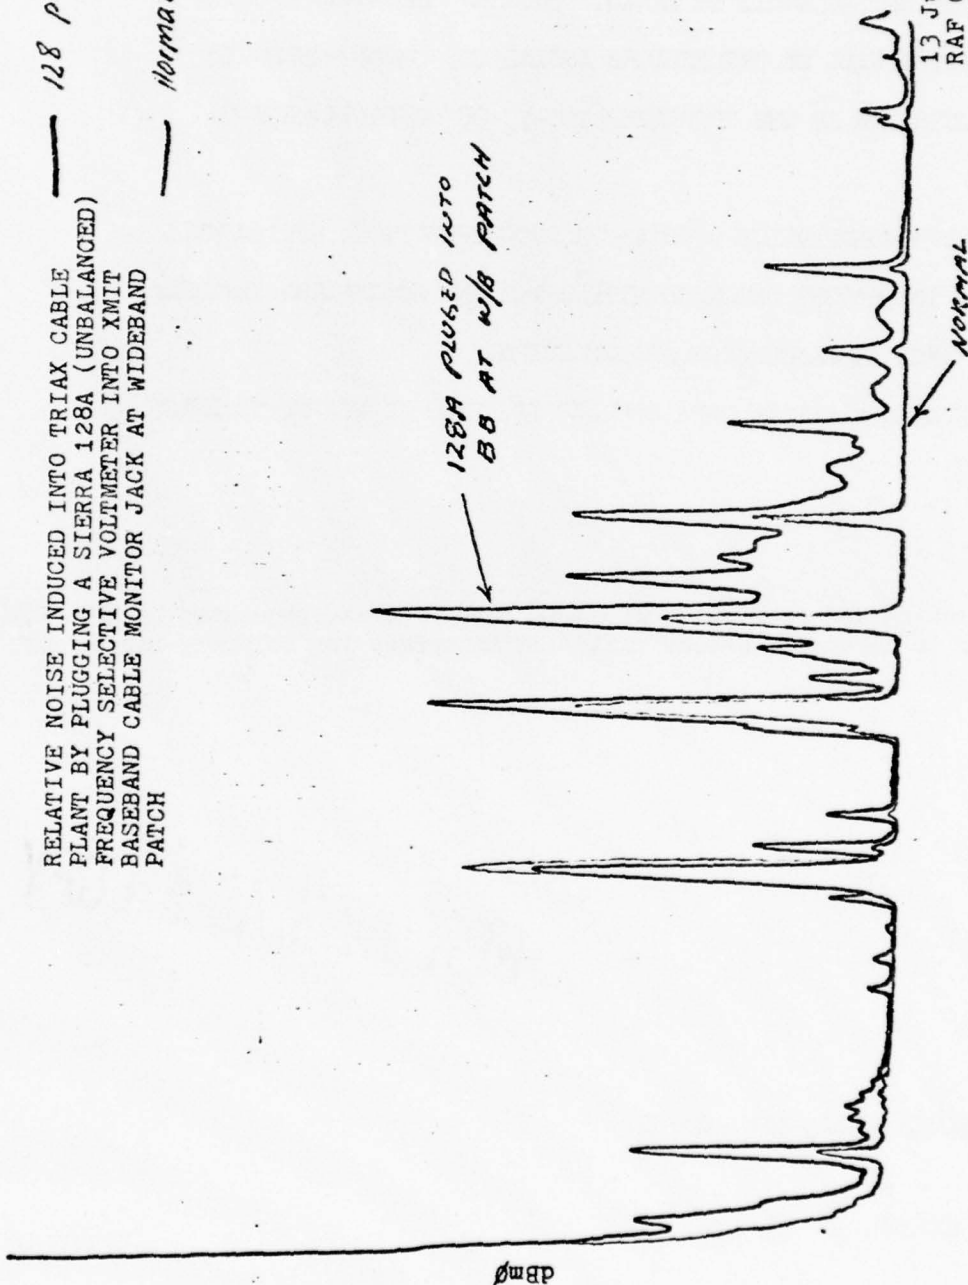 RELATIVE NOISE INDUCED INTO TRIAX CABLE
PLANT BY PLUGGING A SIERRA 128A (UNBALANCED)
FREQUENCY SELECTIVE VOLTMETER INTO XMIT
BASEBAND CABLE MONITOR JACK AT WIDEBAND
PATCH
128 P
Norma
128A PLUGED INTO
BB AT W/B PATCH
NORMAL
dBmØ
13
RAF